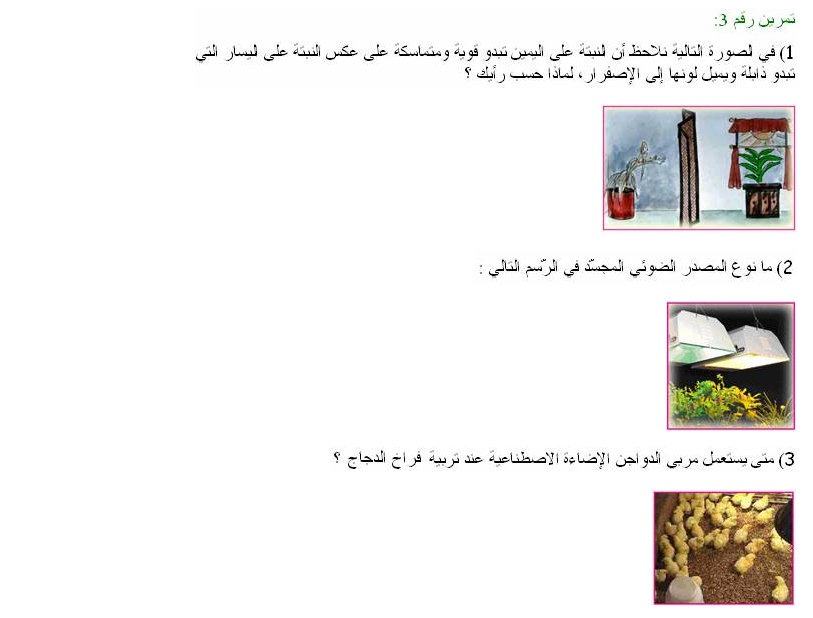 تمرين رقم 3:
1) في الصورة التالية نلاحظ أن النبتة على اليمين تبدو قوية ومتماسكة على عكس النبتة على اليسار التي
تبدو ذابلة ويميل لونها إلى الإصفرار، لماذا حسب رأيك ؟
2) ما نوع المصدر الضوئي المجسّد في الرّسم التالي :
3) متى يستعمل مربي الدواجن الإضاءة الاصطناعية عند تربية فراخ الدجاج ؟